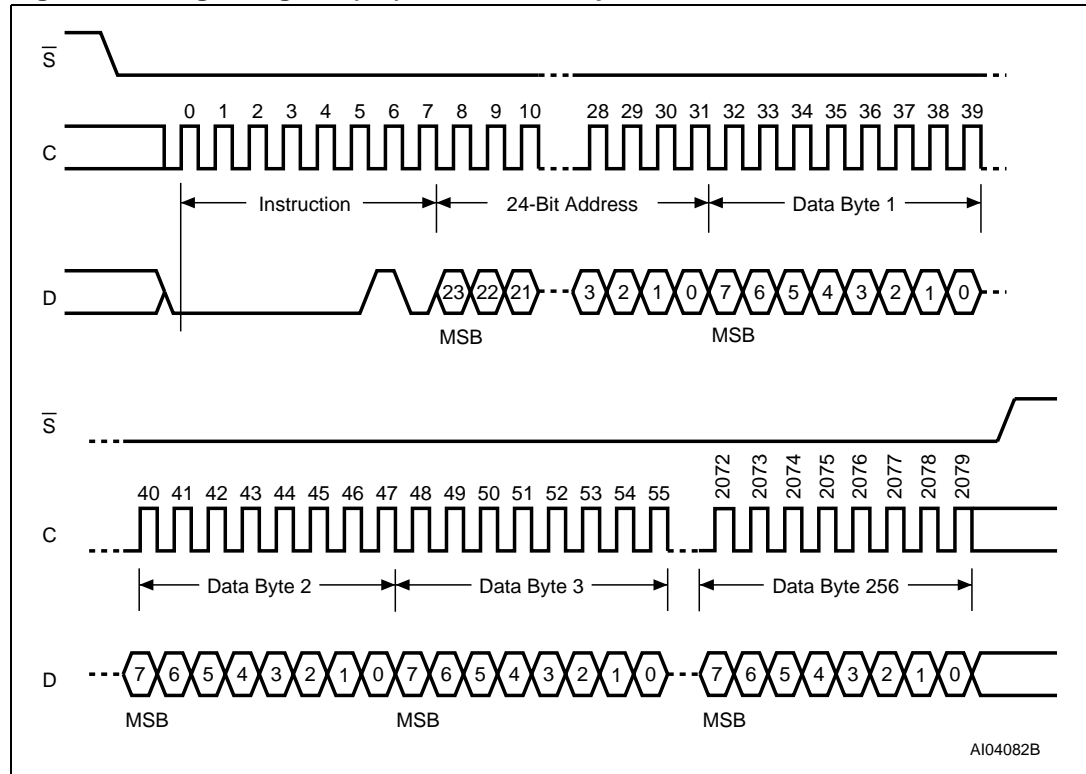 S
0 1 2 3 4 5 6 7 8 9 10 28 29 30 31 32 33 34 35 36 37 38 39
C
Instruction 24-Bit Address Data Byte 1
D 23 22 21 3 2 1 0 7 6 5 4 3 2 1 0
MSB MSB
S
40 41 42 43 44 45 46 47 48 49 50 51 52 53 54 55 2072 2073 2074 2075 2076 2077 2078 2079
C
Data Byte 2 Data Byte 3 Data Byte 256
D 7 6 5 4 3 2 1 0 7 6 5 4 3 2 1 0 7 6 5 4 3 2 1 0
MSB MSB MSB
AI04082B